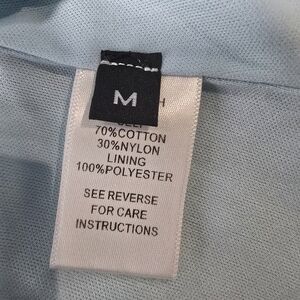 M
70%COTTON
30%NYLON
LINING
100%POLYESTER
SEE REVERSE
FOR CARE
INSTRUCTIONS